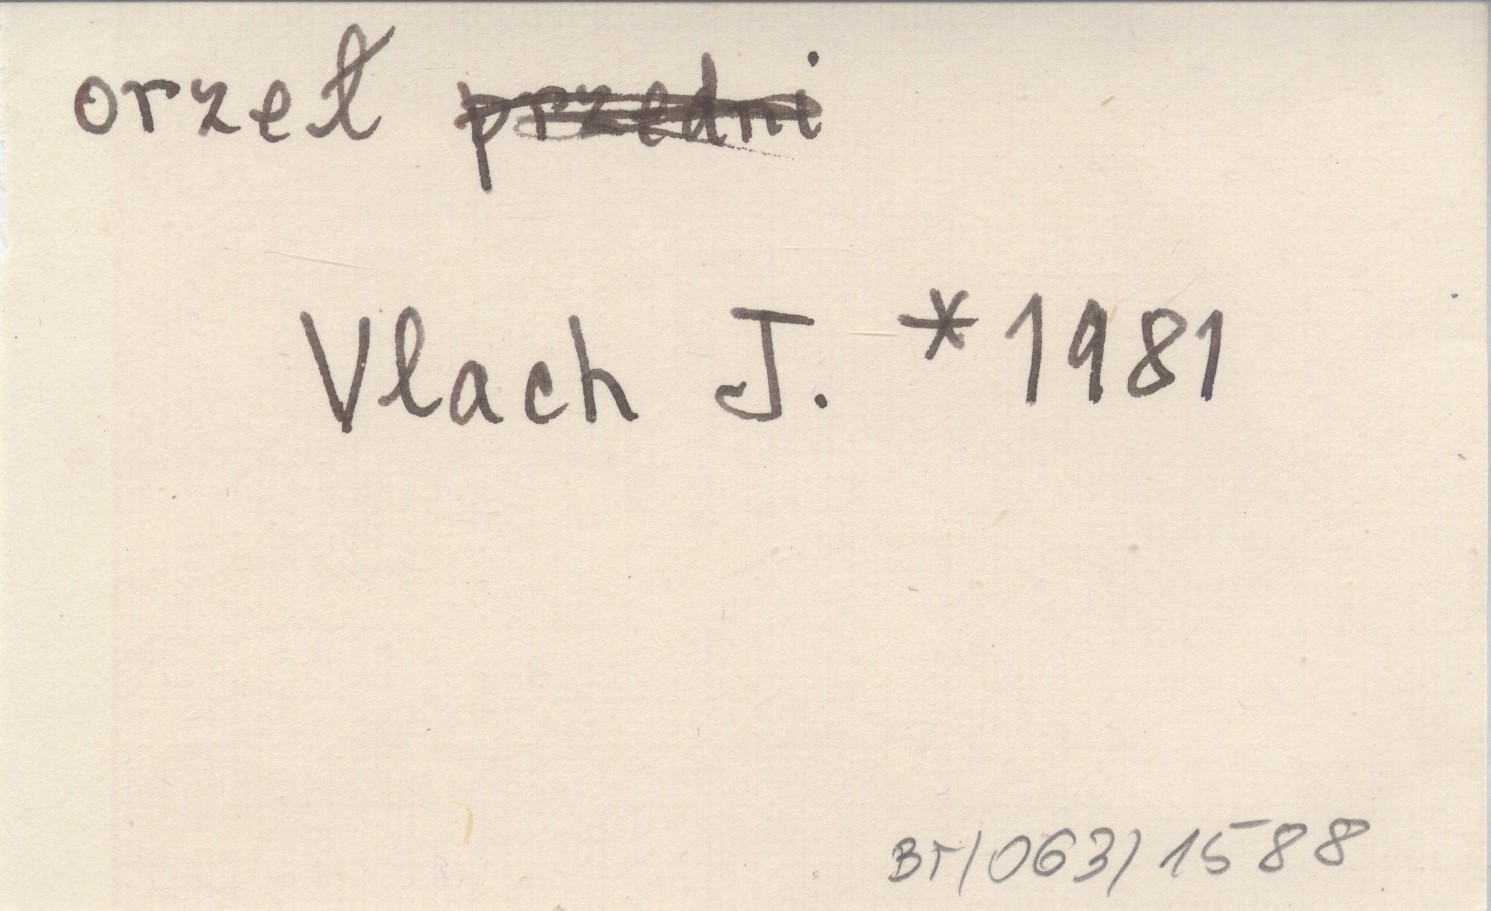 orzeł przedni
Vlach J. *1981
BT/063/1588